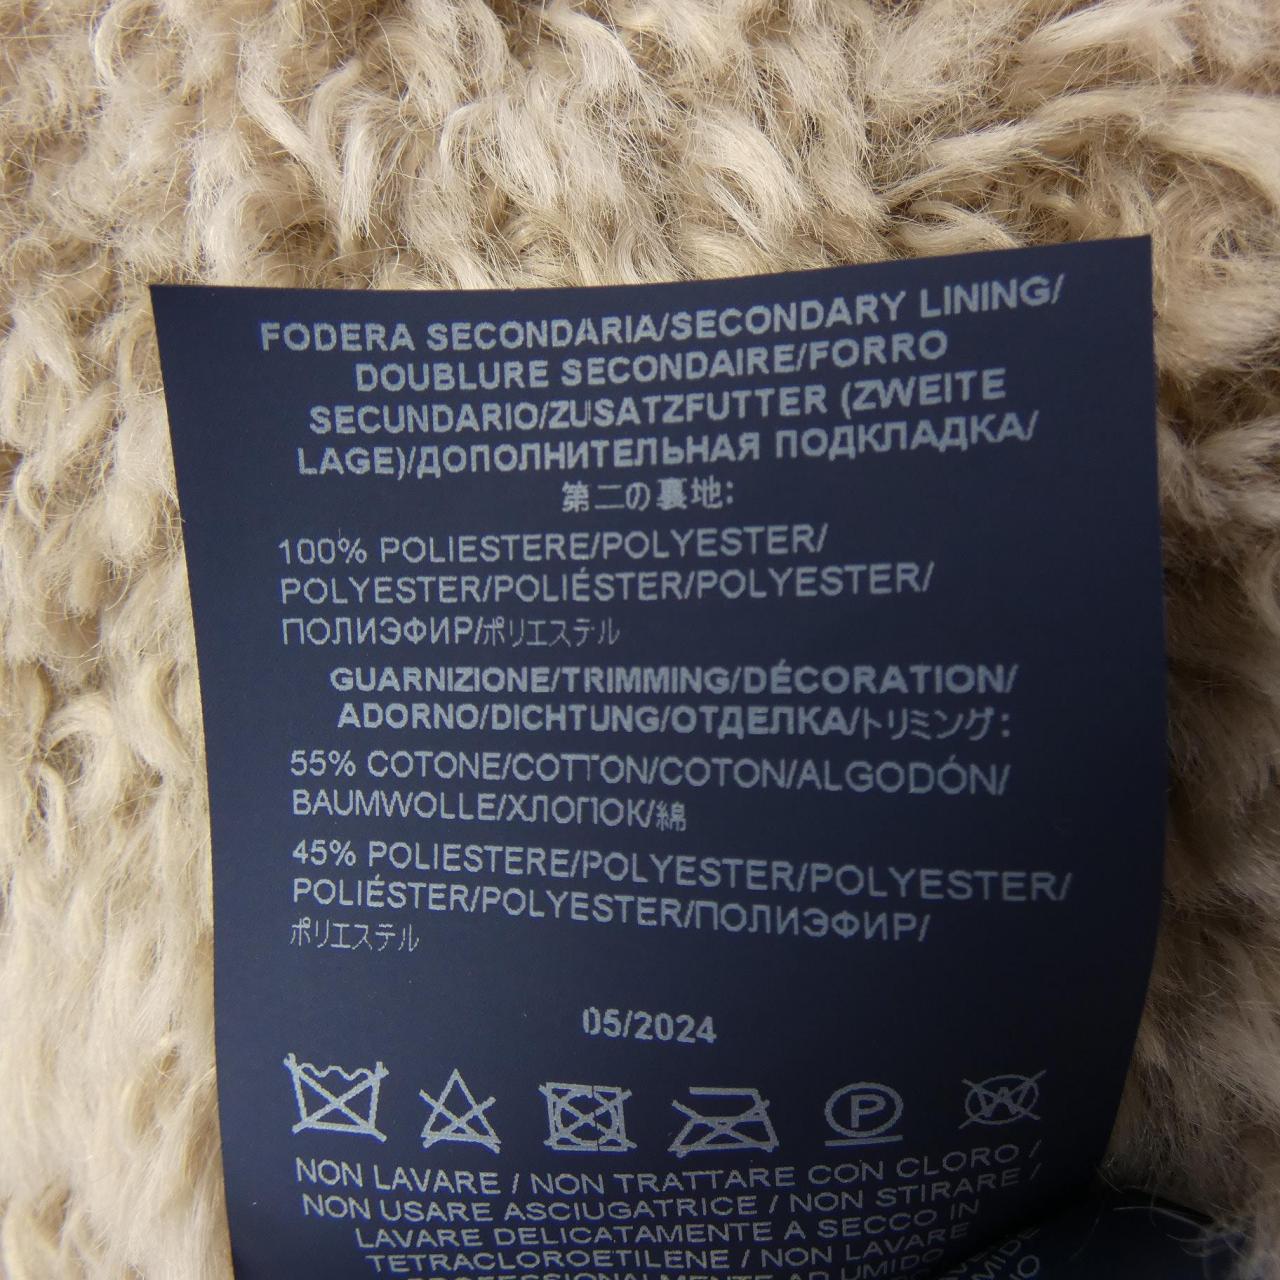 FODERA SECONDARIA/SECONDARY LINING/
DOUBLURE SECONDAIRE/FORRO
SECUNDARIO/ZUSATZFUTTER (ZWEITE
LAGE)/ДОПОЛНИТЕЛЬНАЯ ПОДКЛАДКА/
第二の裏地:
100% POLIESTERE/POLYESTER/
POLYESTER/POLIÉSTER/POLYESTER/
ПОЛИЭФИР/ポリエステル
GUARNIZIONE/TRIMMING/DÉCORATION/
ADORNO/DICHTUNG/ОТДЕЛКА/トリミング:
55% COTONE/COTTON/COTON/ALGODÓN/
BAUMWOLLE/ХЛОПОК/綿
45% POLIESTERE/POLYESTER/POLYESTER/
POLIÉSTER/POLYESTER/ПОЛИЭФИР/
ポリエステル
05/2024
P
W
NON LAVARE / NON TRATTARE CON CLORO /
NON USARE ASCIUGATRICE / NON STIRARE /
LAVARE DELICATAMENTE A SECCO IN
TETRACLOROETILENE / NON LAVARE
PROFESSIONALMENTE AD UMIDO